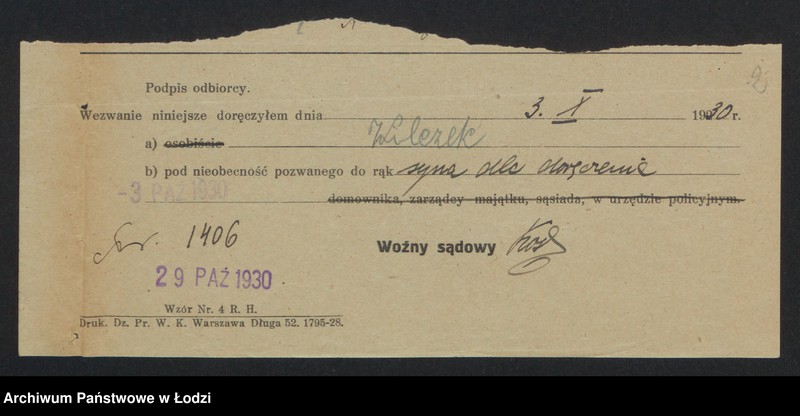 Podpis odbiorcy.
Wezwanie niniejsze doręczyłem dnia 3. X 1930 r.
a) osobiście Wilczek
b) pod nieobecność pozwanego do rąk syna dla doręczenia
-3 PAŹ 1930
domownika, zarządcy majątku, sąsiada, w urzędzie policyjnym.
Nr. 1406
Woźny sądowy
29 PAŹ 1930
Wzór Nr. 4 R. H.
Druk. Dz. Pr. W. K. Warszawa Długa 52. 1795-28.
Archiwum Państwowe w Łodzi